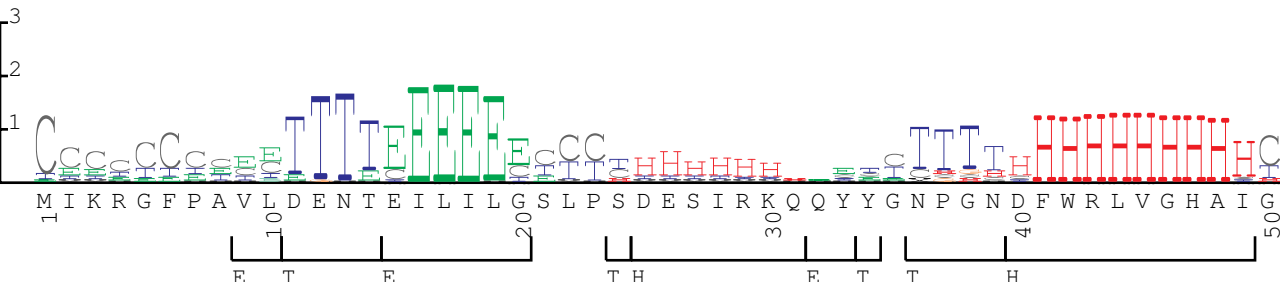 3
2
1
C C C C C C C C E E T T T T E E E E E E C C C T H H H H H H E T C T T T T H H H H H H H H H H C
M I K R G F P A V L D E N T E I L I L G S L P S D E S I R K Q Q Y Y G N P G N D F W R L V G H A I G
1 10 20 30 40 50
E T E T H E T T H